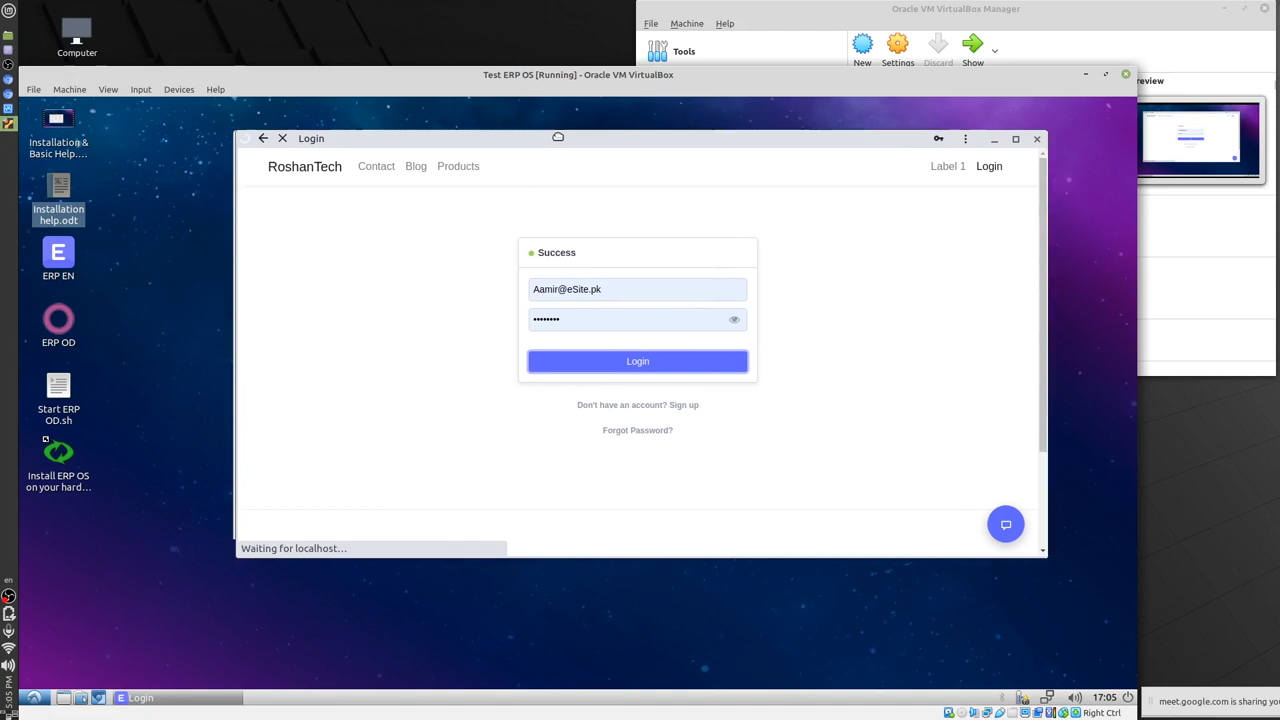 Oracle VM VirtualBox Manager
File Machine Help
Computer
Tools
New Settings Discard Show
Test ERP OS [Running] - Oracle VM VirtualBox
File Machine View Input Devices Help
review
Installation &
Basic Help....
Login
RoshanTech Contact Blog Products Label 1 Login
Installation
help.odt
E
ERP EN
Success
Aamir@eSite.pk
••••••••
Login
ERP OD
Don't have an account? Sign up
Forgot Password?
Start ERP
OD.sh
Install ERP OS
on your hard...
Waiting for localhost...
en
5:05 PM
E Login
17:05
meet.google.com is sharing yo
Right Ctrl